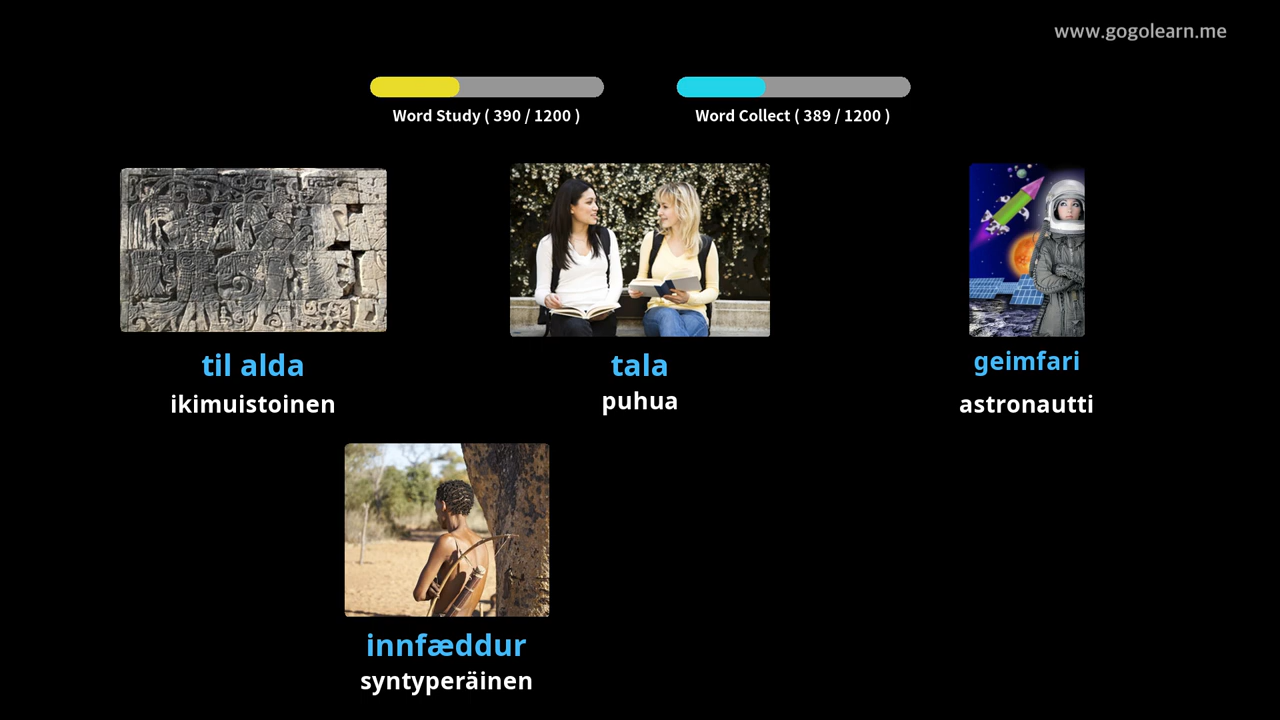 www.gogolearn.me
Word Study ( 390 / 1200 )
Word Collect ( 389 / 1200 )
til alda
ikimuistoinen
tala
puhua
geimfari
astronautti
innfæddur
syntyperäinen